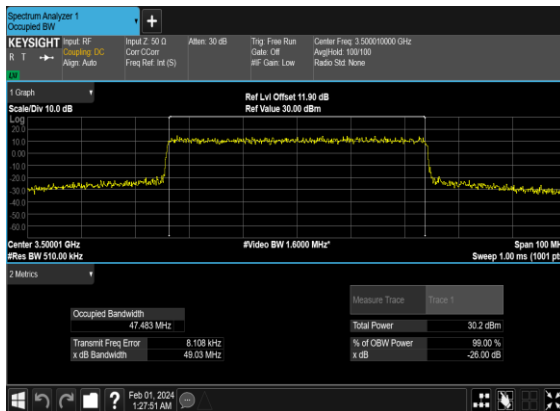 Spectrum Analyzer 1
Occupied BW
KEYSIGHT
R T
Input: RF
Coupling: DC
Align: Auto
Input Z: 50 Ω
Corr CCorr
Freq Ref: Int (S)
Atten: 30 dB
Trig: Free Run
Gate: Off
#IF Gain: Low
Center Freq: 3.500010000 GHz
Avg|Hold: 100/100
Radio Std: None
1 Graph
Scale/Div 10.0 dB
Ref Lvl Offset 11.90 dB
Ref Value 30.00 dBm
Log
20.0
10.0
0.00
-10.0
-20.0
-30.0
-40.0
-50.0
-60.0
Center 3.50001 GHz
#Res BW 510.00 kHz
#Video BW 1.6000 MHz*
Span 100 MH
Sweep 1.00 ms (1001 pt
2 Metrics
Measure Trace
Trace 1
Occupied Bandwidth
47.483 MHz
Total Power
30.2 dBm
Transmit Freq Error
8.108 kHz
% of OBW Power
99.00 %
x dB Bandwidth
49.03 MHz
x dB
-26.00 dB
Feb 01, 2024
1:27:51 AM